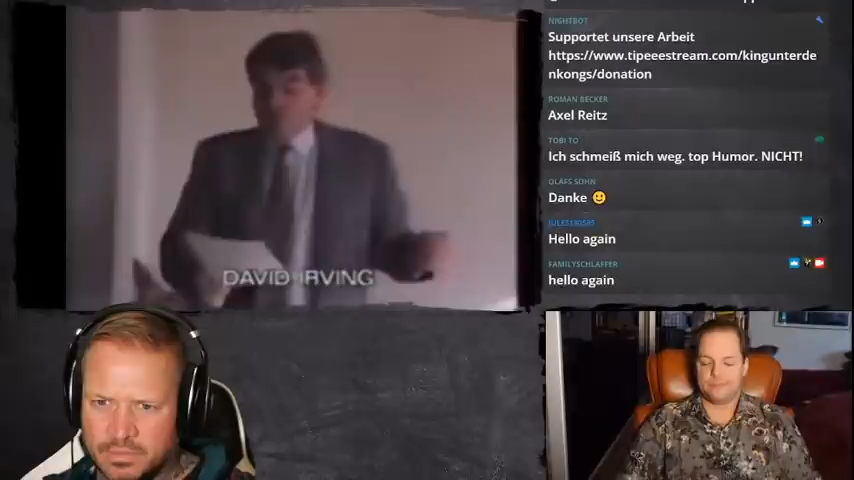 DAVID IRVING
NIGHTBOT
Supportet unsere Arbeit
https://www.tipeeestream.com/kingunterde
nkongs/donation
ROMAN BECKER
Axel Reitz
TOBI TO
Ich schmeiß mich weg. top Humor. NICHT!
OLAFS SOHN
Danke 🙂
Hello again
FAMILYSCHLAFFER
hello again